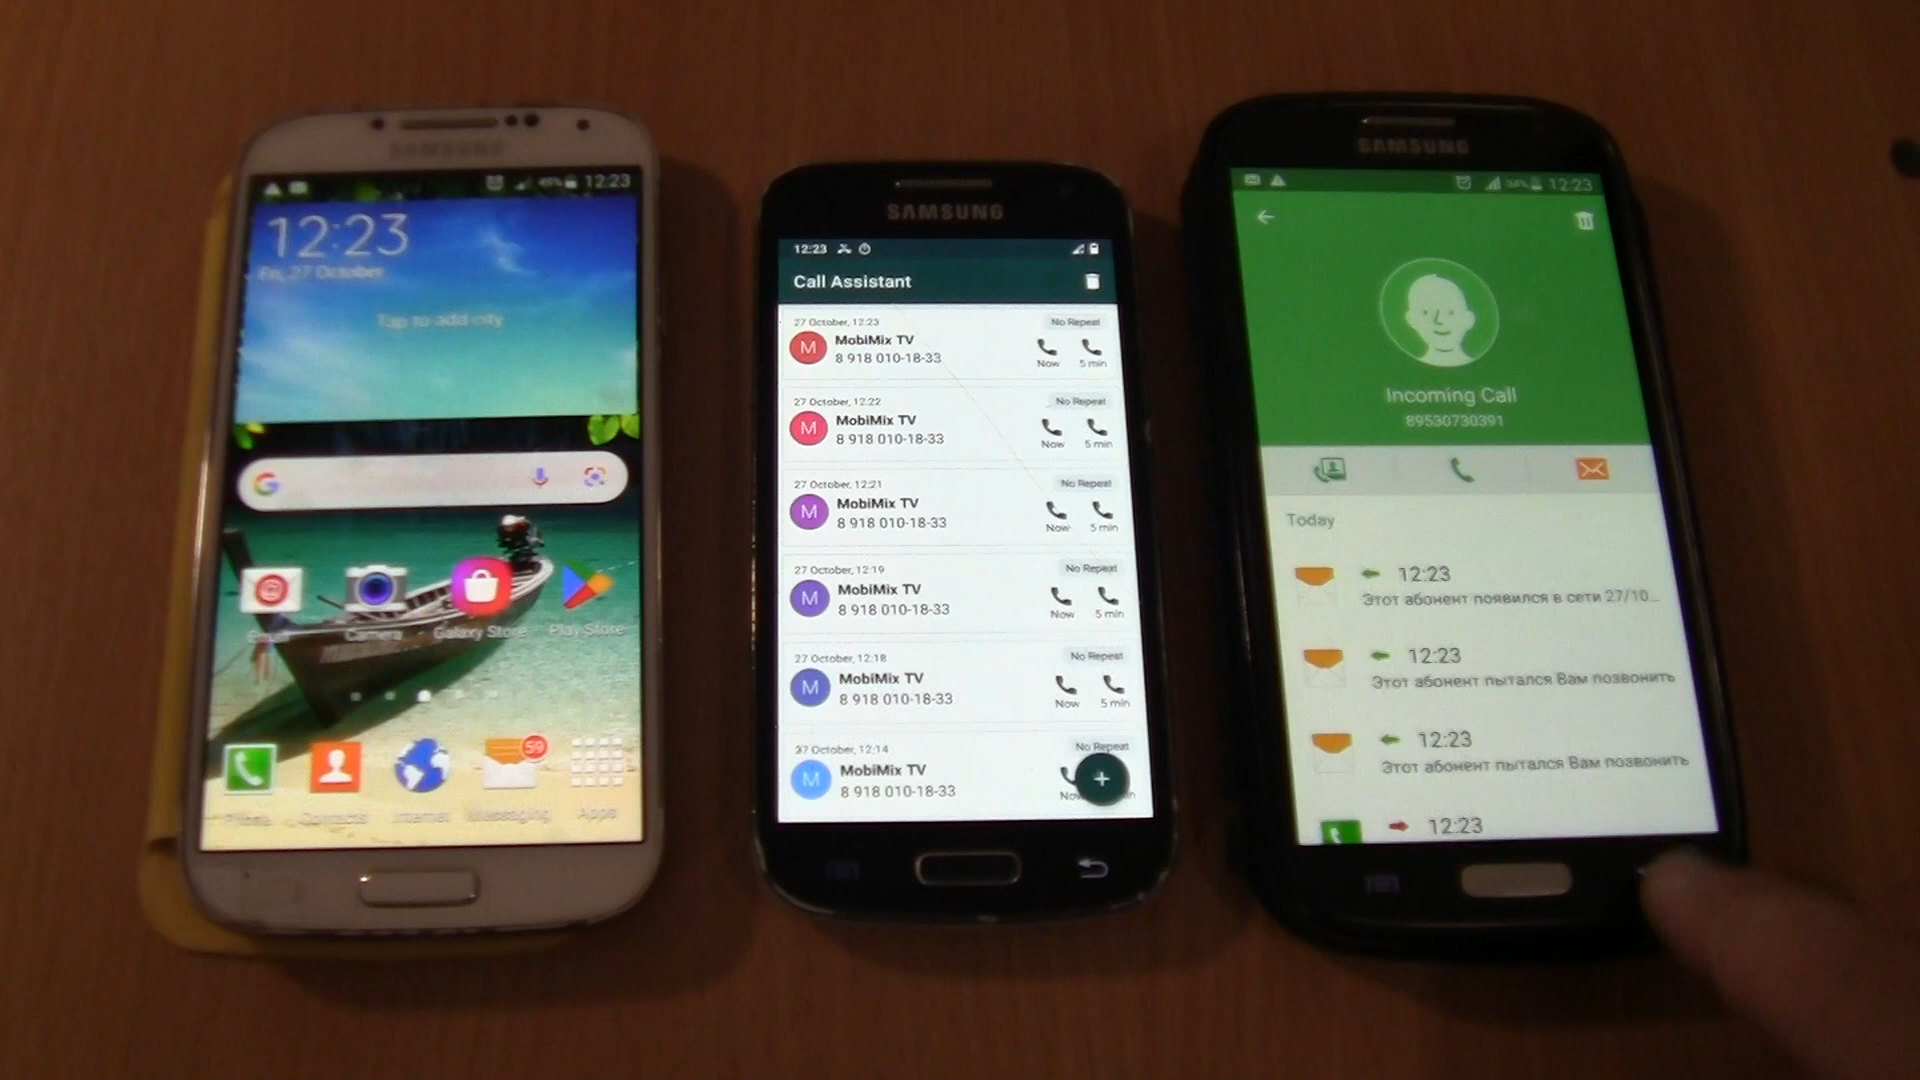 SAMSUNG
45% 12:23
12:23
Fri, 27 October
Tap to add city
Email
Camera
Galaxy Store
Play Store
59
Phone
Contacts
Internet
Messaging
Apps
SAMSUNG
12:23
Call Assistant
27 October, 12:23
No Repeat
M
MobiMix TV
8 918 010-18-33
Now
5 min
27 October, 12:22
No Repeat
M
MobiMix TV
8 918 010-18-33
Now
5 min
27 October, 12:21
No Repeat
M
MobiMix TV
8 918 010-18-33
Now
5 min
27 October, 12:19
No Repeat
M
MobiMix TV
8 918 010-18-33
Now
5 min
27 October, 12:18
No Repeat
M
MobiMix TV
8 918 010-18-33
Now
5 min
27 October, 12:14
No Repeat
M
MobiMix TV
8 918 010-18-33
SAMSUNG
12:23
Incoming Call
89530730391
Today
12:23
Этот абонент появился в сети 27/10...
12:23
Этот абонент пытался Вам позвонить
12:23
Этот абонент пытался Вам позвонить
12:23